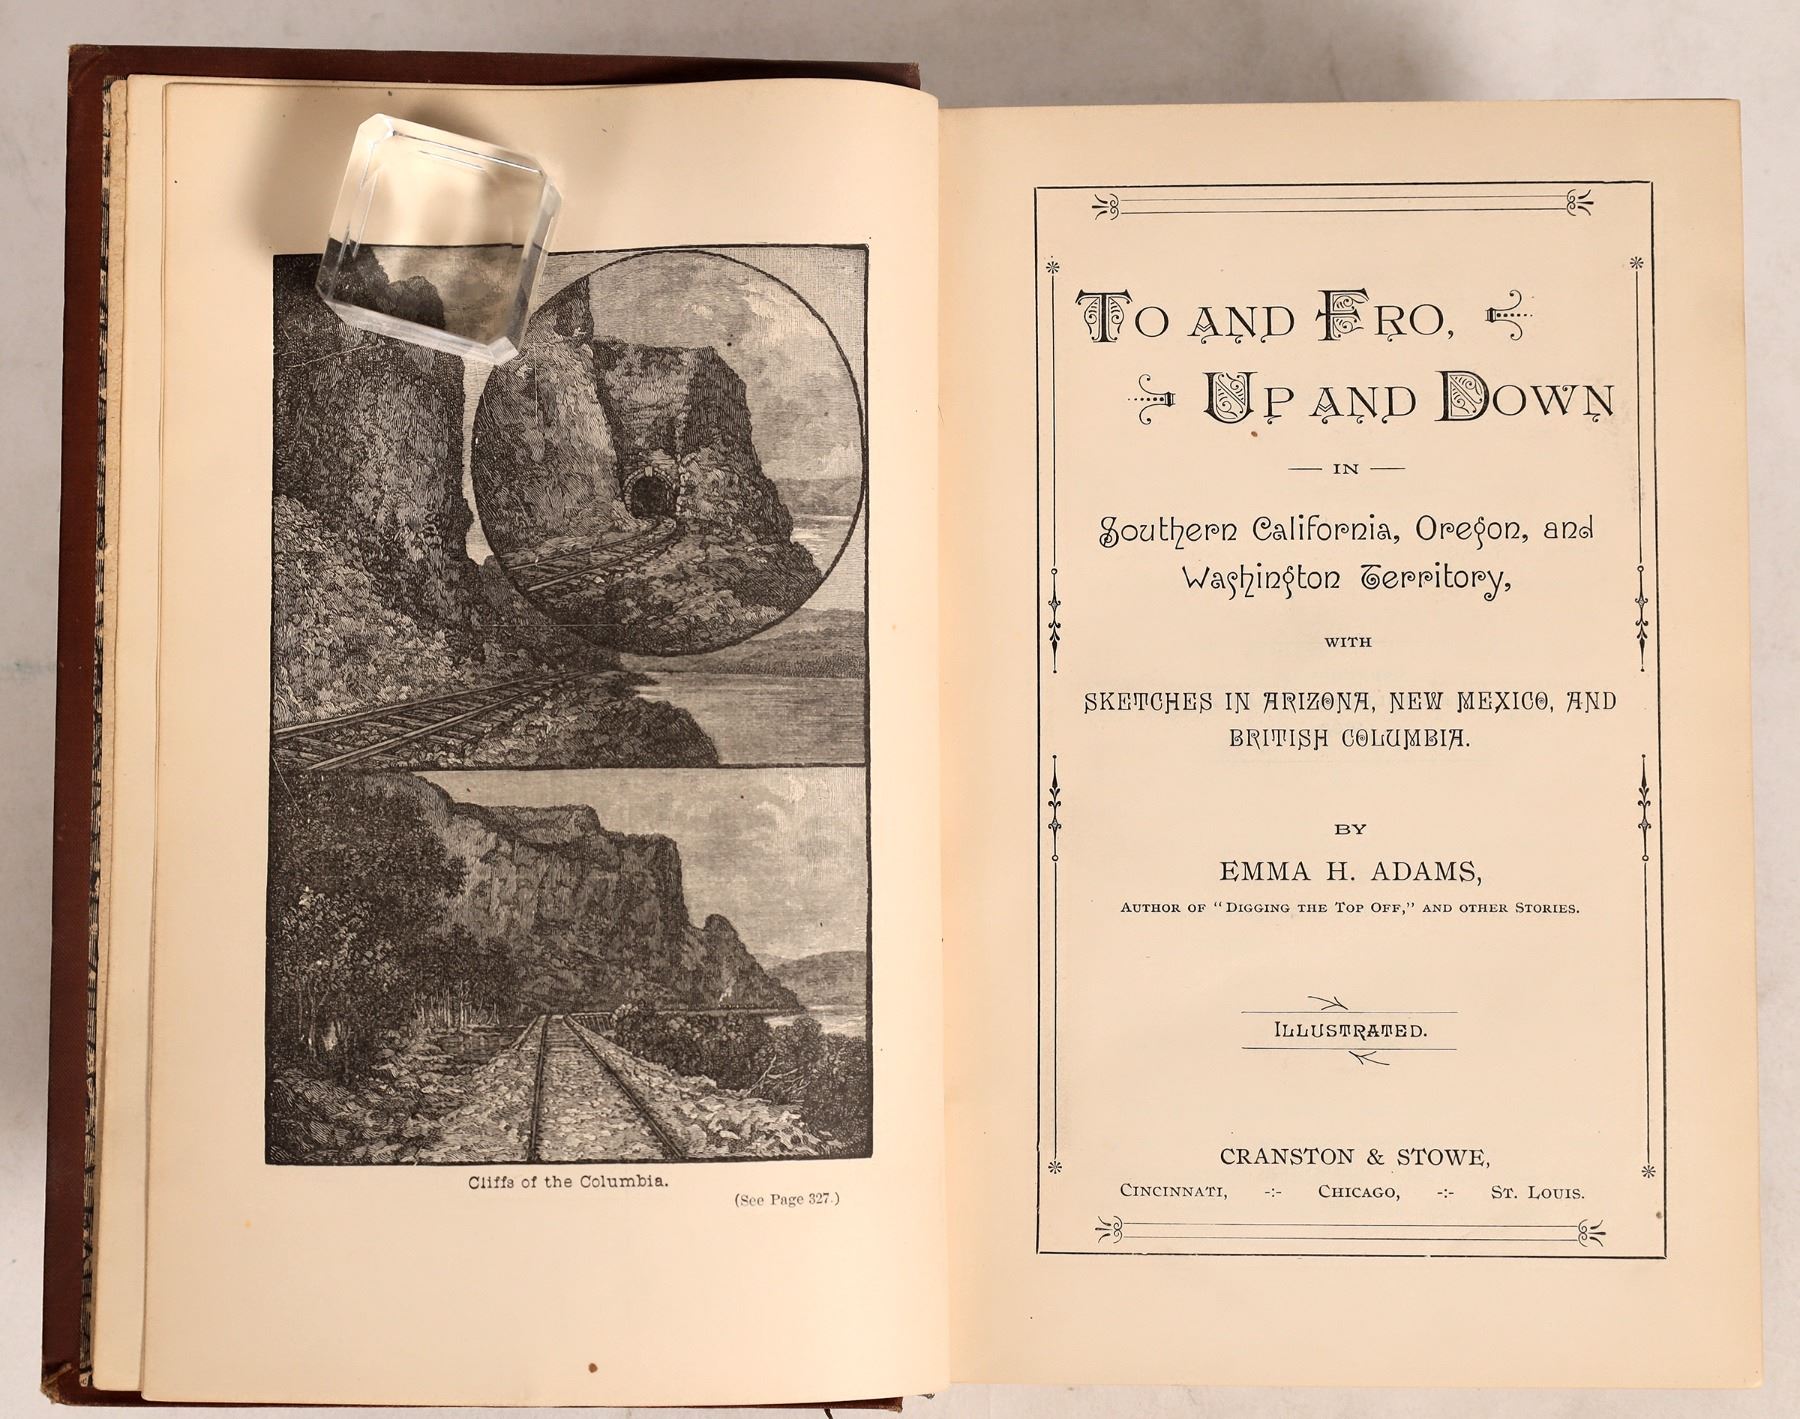 Cliffs of the Columbia.
(See Page 327.)
To and Fro,
Up and Down
IN
Southern California, Oregon, and
Washington Territory,
WITH
SKETCHES IN ARIZONA, NEW MEXICO, AND
BRITISH COLUMBIA.
BY
EMMA H. ADAMS,
Author of "Digging the Top Off," and other Stories.
Illustrated.
CRANSTON & STOWE,
Cincinnati, -:- Chicago, -:- St. Louis.